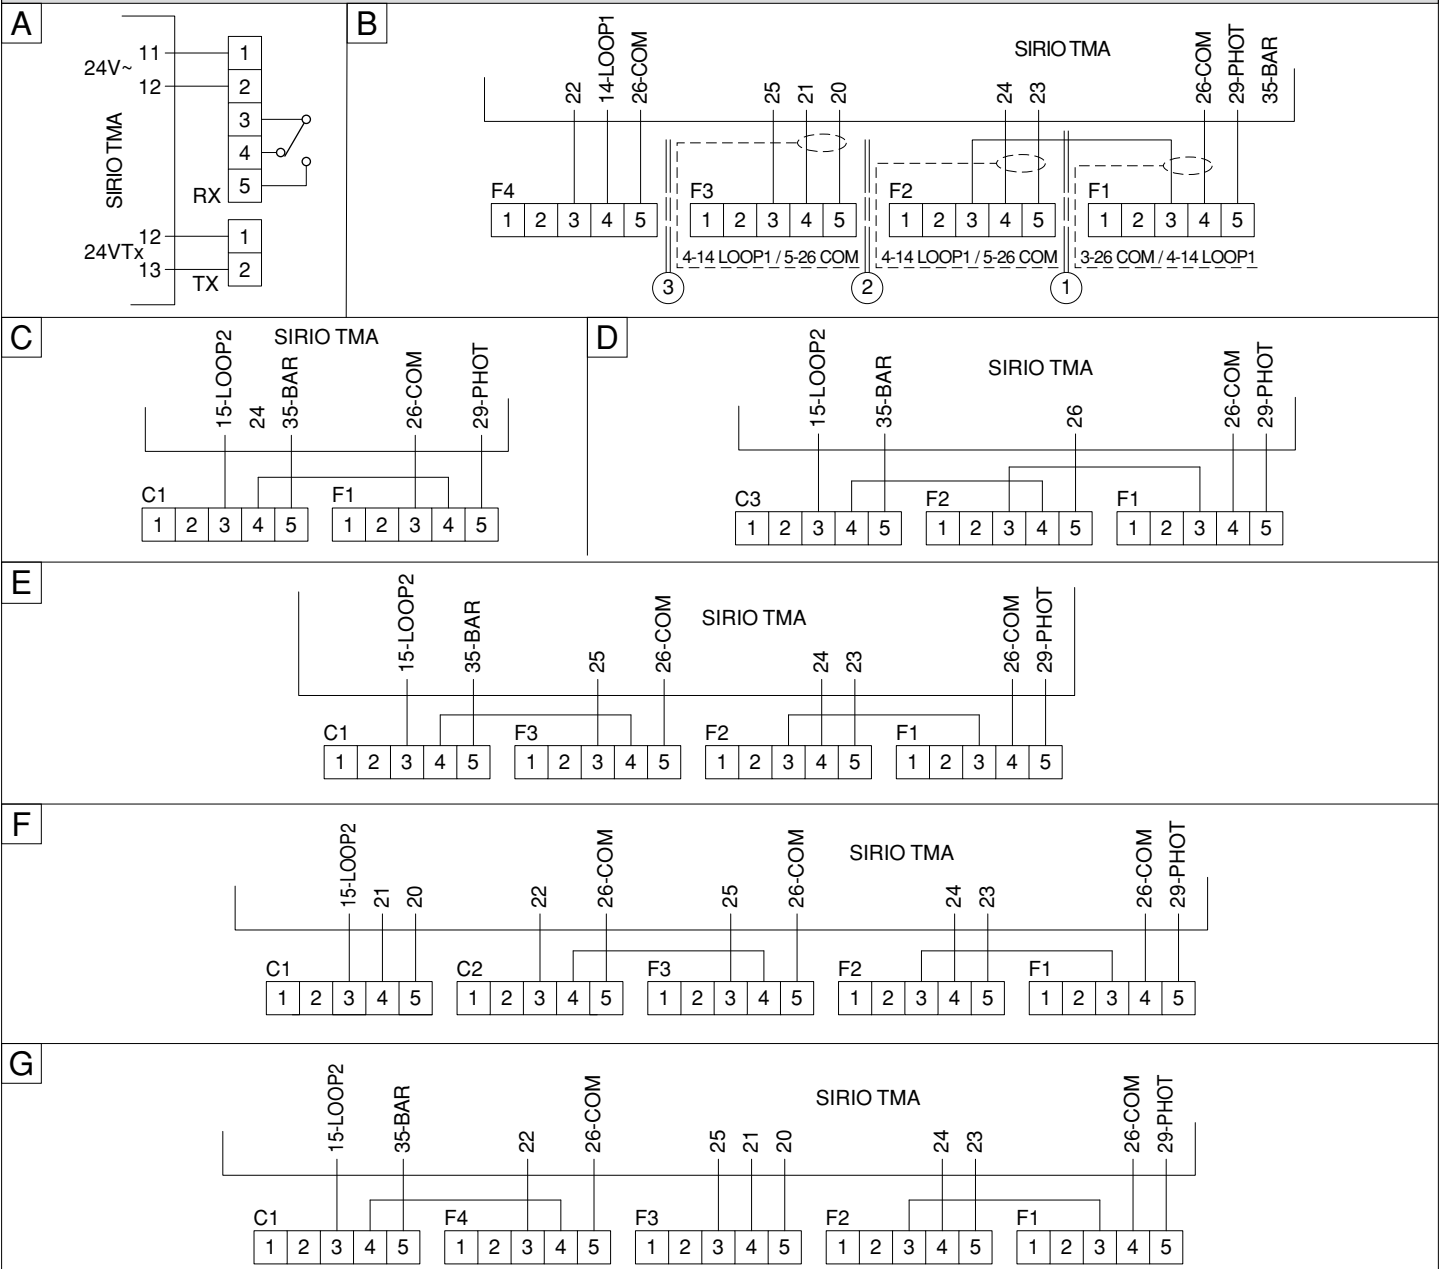 A
11
24V~
12
SIRIO TMA
1
2
3
4
5
RX
12
24VTx
13
1
2
TX
B
SIRIO TMA
22
14-LOOP1
26-COM
25
21
20
24
23
26-COM
29-PHOT
35-BAR
F4
F3
F2
F1
1 2 3 4 5
1 2 3 4 5
1 2 3 4 5
1 2 3 4 5
4-14 LOOP1 / 5-26 COM
4-14 LOOP1 / 5-26 COM
3-26 COM / 4-14 LOOP1
3
2
1
C
SIRIO TMA
15-LOOP2
24
35-BAR
26-COM
29-PHOT
C1
F1
1 2 3 4 5
1 2 3 4 5
D
SIRIO TMA
15-LOOP2
35-BAR
26
26-COM
29-PHOT
C3
F2
F1
1 2 3 4 5
1 2 3 4 5
1 2 3 4 5
E
SIRIO TMA
15-LOOP2
35-BAR
25
26-COM
24
23
26-COM
29-PHOT
C1
F3
F2
F1
1 2 3 4 5
1 2 3 4 5
1 2 3 4 5
1 2 3 4 5
F
SIRIO TMA
15-LOOP2
21
20
22
26-COM
25
26-COM
24
23
26-COM
29-PHOT
C1
C2
F3
F2
F1
1 2 3 4 5
1 2 3 4 5
1 2 3 4 5
1 2 3 4 5
1 2 3 4 5
G
SIRIO TMA
15-LOOP2
35-BAR
22
26-COM
25
21
20
24
23
26-COM
29-PHOT
C1
F4
F3
F2
F1
1 2 3 4 5
1 2 3 4 5
1 2 3 4 5
1 2 3 4 5
1 2 3 4 5